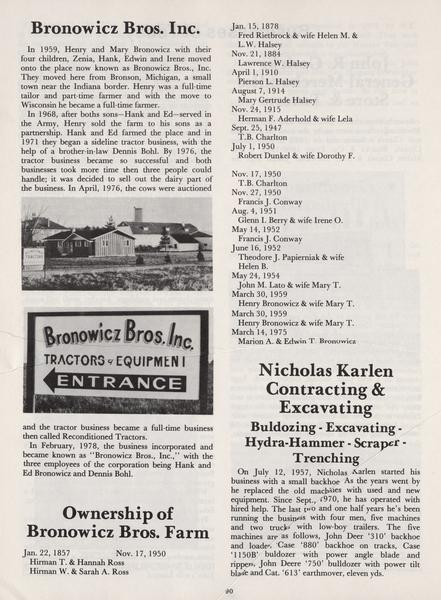 Bronowicz Bros. Inc.
In 1959, Henry and Mary Bronowicz with their
four children, Zenia, Hank, Edwin and Irene moved
onto the place now known as Bronowicz Bros., Inc.
They moved here from Bronson, Michigan, a small
town near the Indiana border. Henry was a full-time
tailor and part-time farmer and with the move to
Wisconsin he became a full-time farmer.
In 1968, after both sons—Hank and Ed—served in
the Army, Henry sold the farm to his sons as a
partnership. Hank and Ed farmed the place and in
1971 they began a sideline tractor business, with the
help of a brother-in-law Dennis Bohl. By 1976, the
tractor business became so successful and both
businesses took more time then three people could
handle; it was decided to sell out the dairy part of
the business. In April, 1976, the cows were auctioned
Bronowicz Bros. Inc.
TRACTORS & EQUIPMENT
ENTRANCE
and the tractor business became a full-time business
then called Reconditioned Tractors.
In February, 1978, the business incorporated and
became known as "Bronowicz Bros., Inc.," with the
three employees of the corporation being Hank and
Ed Bronowicz and Dennis Bohl.
Ownership of
Bronowicz Bros. Farm
Jan. 22, 1857 Nov. 17, 1950
Hirman T. & Hannah Ross
Hirman W. & Sarah A. Ross
Jan. 15, 1878
Fred Rietbrock & wife Helen M. &
L.W. Halsey
Nov. 21, 1884
Lawrence W. Halsey
April 1, 1910
Pierson L. Halsey
August 7, 1914
Mary Gertrude Halsey
Nov. 24, 1915
Herman F. Aderhold & wife Lela
Sept. 25, 1947
T.B. Charlton
July 1, 1950
Robert Dunkel & wife Dorothy F.
Nov. 17, 1950
T.B. Charlton
Nov. 27, 1950
Francis J. Conway
Aug. 4, 1951
Glenn I. Berry & wife Irene O.
May 14, 1952
Francis J. Conway
June 16, 1952
Theodore J. Papierniak & wife
Helen B.
May 24, 1954
John M. Lato & wife Mary T.
March 30, 1959
Henry Bronowicz & wife Mary T.
March 30, 1959
Henry Bronowicz & wife Mary T.
March 14, 1975
Marion A. & Edwin T. Bronowicz
Nicholas Karlen
Contracting &
Excavating
Buldozing - Excavating -
Hydra-Hammer - Scraper -
Trenching
On July 12, 1957, Nicholas Karlen started his
business with a small backhoe As the years went by
he replaced the old machines with used and new
equipment. Since Sept., 1970, he has operated with
hired help. The last two and one half years he's been
running the business with four men, five machines
and two trucks with low-boy trailers. The five
machines are as follows, John Deer '310' backhoe
and loader, Case '880' backhoe on tracks, Case
'1150B' buldozer with power angle blade and
ripper, John Deere '750' bulldozer with power tilt
blade and Cat. '613' earthmover, eleven yds.
90